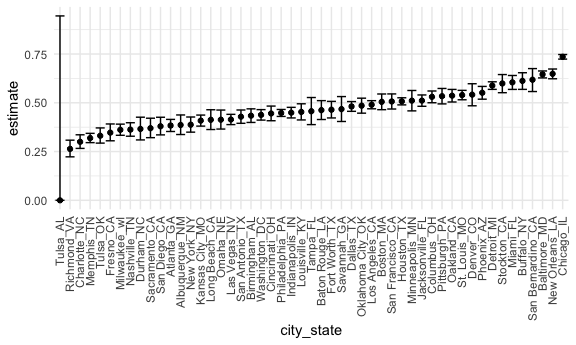 estimate
0.75
0.50
0.25
0.00
Tulsa_AL
Richmond_VA
Charlotte_NC
Memphis_TN
Tulsa_OK
Fresno_CA
Milwaukee_wI
Nashville_TN
Durham_NC
Sacramento_CA
San Diego_CA
Atlanta_GA
Albuquerque_NM
New York_NY
Kansas City_MO
Long Beach_CA
Omaha_NE
Las Vegas_NV
San Antonio_TX
Birmingham_AL
Washington_DC
Cincinnati_OH
Philadelphia_PA
Indianapolis_IN
Louisville_KY
Tampa_FL
Baton Rouge_LA
Fort Worth_TX
Savannah_GA
Dallas_TX
Oklahoma City_OK
Los Angeles_CA
Boston_MA
San Francisco_CA
Houston_TX
Minneapolis_MN
Jacksonville_FL
Columbus_OH
Pittsburgh_PA
Oakland_CA
St. Louis_MO
Denver_CO
Phoenix_AZ
Detroit_MI
Stockton_CA
Miami_FL
Buffalo_NY
San Bernardino_CA
Baltimore_MD
New Orleans_LA
Chicago_IL
city_state